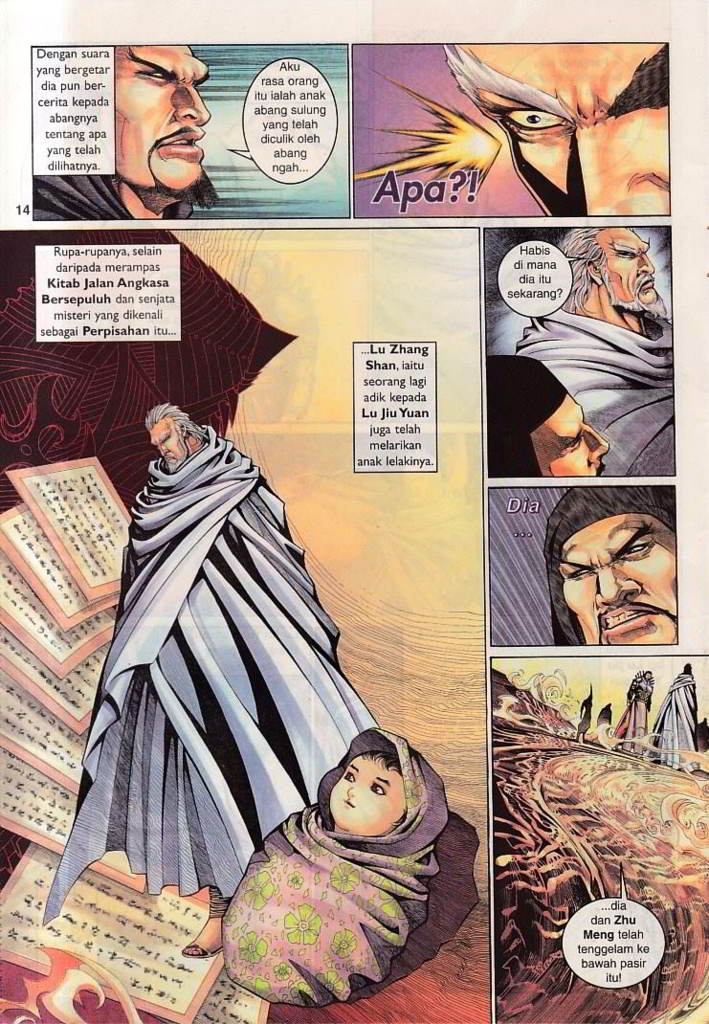 Dengan suara
yang bergetar
dia pun ber-
cerita kepada
abangnya
tentang apa
yang telah
dilihatnya.
Aku
rasa orang
itu ialah anak
abang sulung
yang telah
diculik oleh
abang
ngah...
Apa?!
14
Rupa-rupanya, selain
daripada merampas
Kitab Jalan Angkasa
Bersepuluh dan senjata
misteri yang dikenali
sebagai Perpisahan itu...
...Lu Zhang
Shan, iaitu
seorang lagi
adik kepada
Lu Jiu Yuan
juga telah
melarikan
anak lelakinya.
Habis
di mana
dia itu
sekarang?
Dia
...
...dia
dan Zhu
Meng telah
tenggelam ke
bawah pasir
itu!